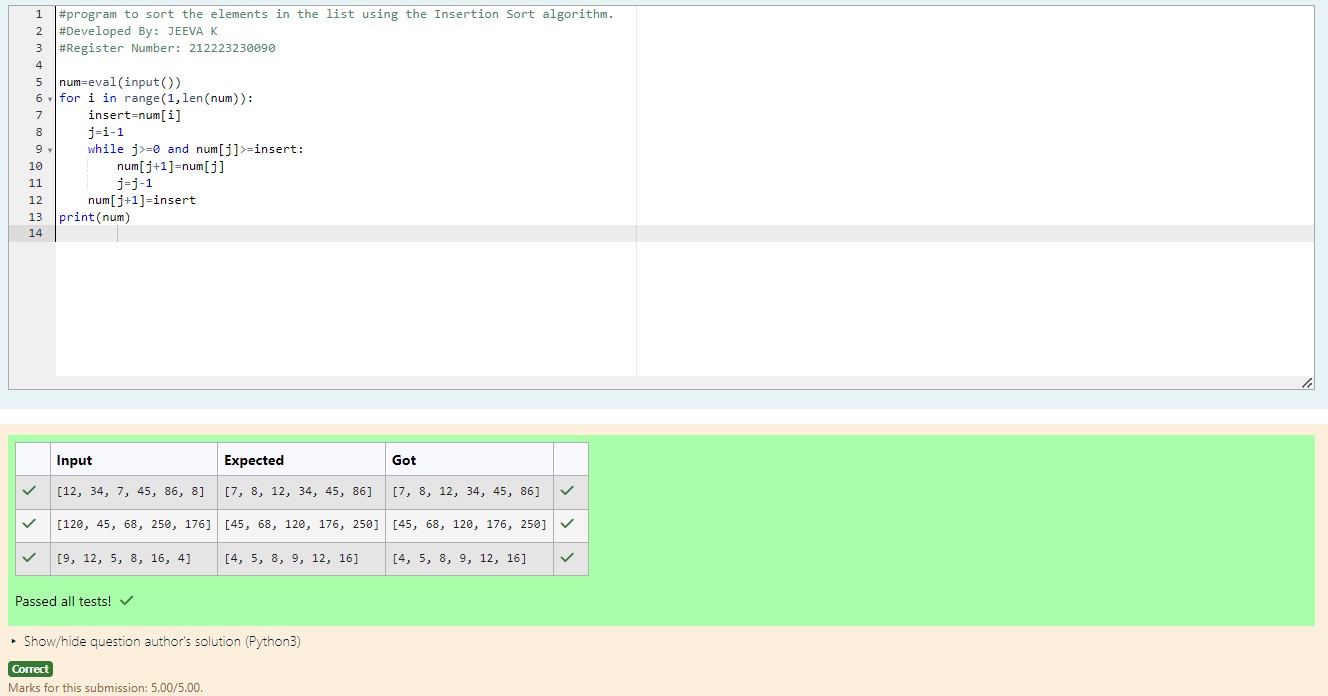 1 #program to sort the elements in the list using the Insertion Sort algorithm.
2 #Developed By: JEEVA K
3 #Register Number: 212223230090
4
5 num=eval(input())
6 for i in range(1,len(num)):
7     insert=num[i]
8     j=i-1
9     while j>=0 and num[j]>=insert:
10         num[j+1]=num[j]
11         j=j-1
12     num[j+1]=insert
13 print(num)
14
Input Expected Got
[12, 34, 7, 45, 86, 8] [7, 8, 12, 34, 45, 86] [7, 8, 12, 34, 45, 86]
[120, 45, 68, 250, 176] [45, 68, 120, 176, 250] [45, 68, 120, 176, 250]
[9, 12, 5, 8, 16, 4] [4, 5, 8, 9, 12, 16] [4, 5, 8, 9, 12, 16]
Passed all tests!
Show/hide question author's solution (Python3)
Correct
Marks for this submission: 5.00/5.00.